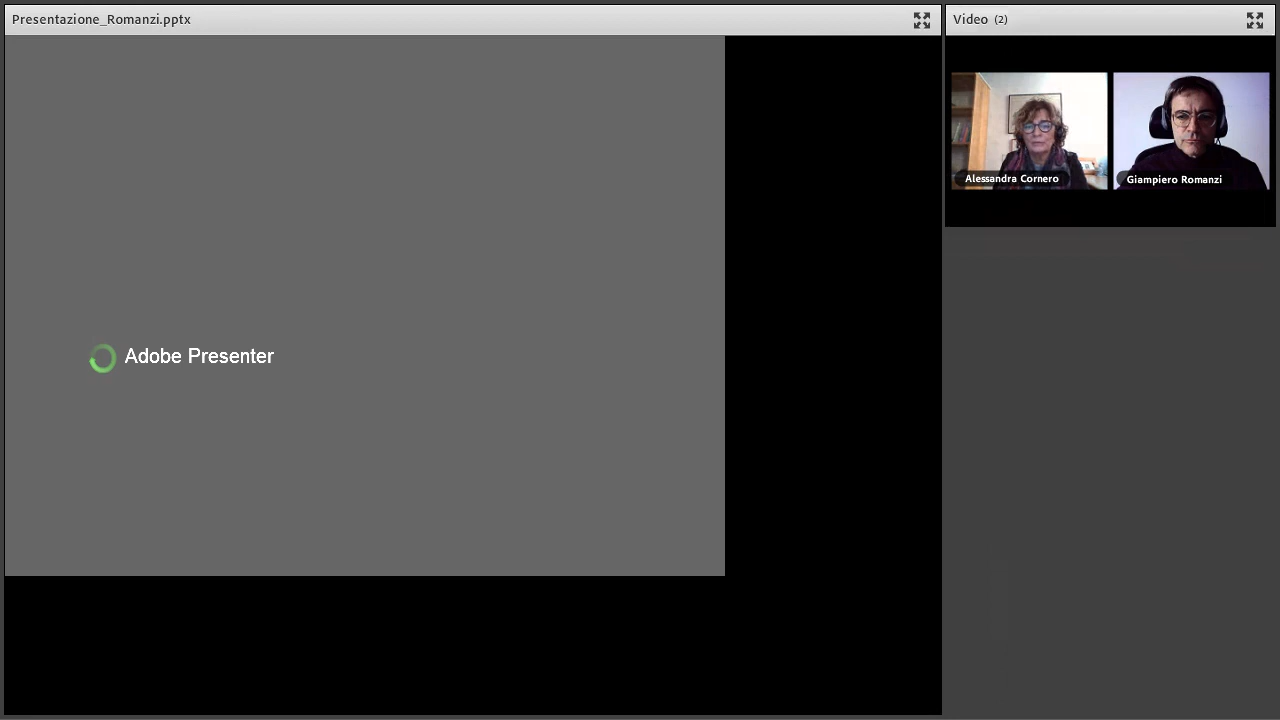 Presentazione_Romanzi.pptx
Video (2)
Alessandra Cornero
Giampiero Romanzi
Adobe Presenter